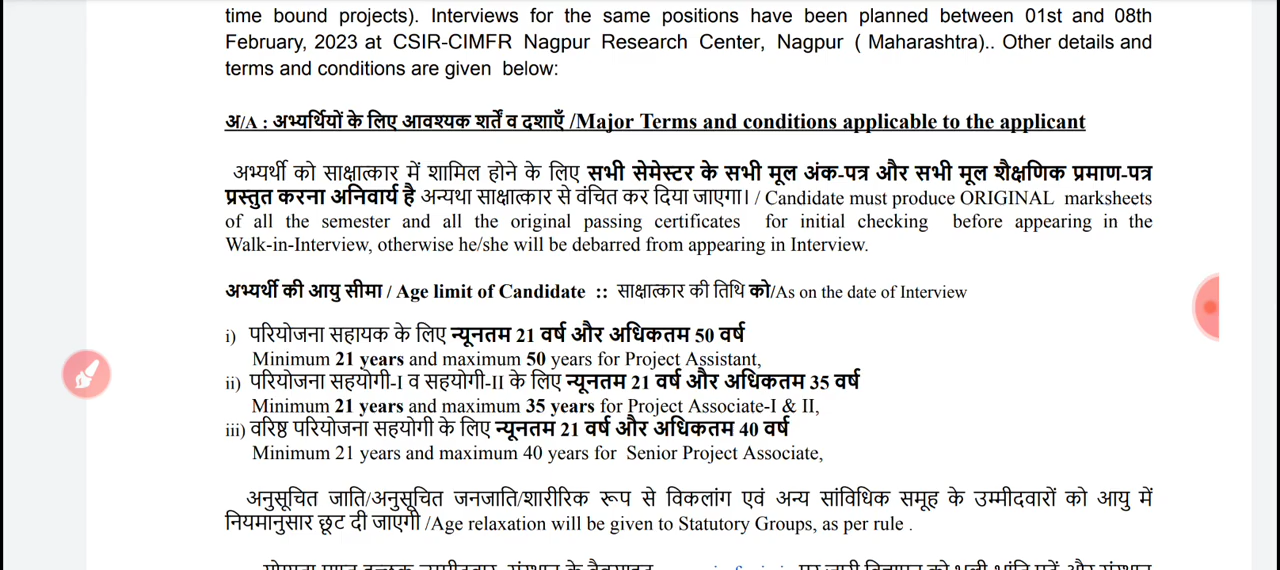 time bound projects). Interviews for the same positions have been planned between 01st and 08th
February, 2023 at CSIR-CIMFR Nagpur Research Center, Nagpur ( Maharashtra).. Other details and
terms and conditions are given below:
अ/A : अभ्यर्थियों के लिए आवश्यक शर्तें व दशाएँ /Major Terms and conditions applicable to the applicant
अभ्यर्थी को साक्षात्कार में शामिल होने के लिए सभी सेमेस्टर के सभी मूल अंक-पत्र और सभी मूल शैक्षणिक प्रमाण-पत्र
प्रस्तुत करना अनिवार्य है अन्यथा साक्षात्कार से वंचित कर दिया जाएगा। / Candidate must produce ORIGINAL marksheets
of all the semester and all the original passing certificates for initial checking before appearing in the
Walk-in-Interview, otherwise he/she will be debarred from appearing in Interview.
अभ्यर्थी की आयु सीमा / Age limit of Candidate :: साक्षात्कार की तिथि को/As on the date of Interview
i) परियोजना सहायक के लिए न्यूनतम 21 वर्ष और अधिकतम 50 वर्ष
Minimum 21 years and maximum 50 years for Project Assistant,
ii) परियोजना सहयोगी-I व सहयोगी-II के लिए न्यूनतम 21 वर्ष और अधिकतम 35 वर्ष
Minimum 21 years and maximum 35 years for Project Associate-I & II,
iii) वरिष्ठ परियोजना सहयोगी के लिए न्यूनतम 21 वर्ष और अधिकतम 40 वर्ष
Minimum 21 years and maximum 40 years for Senior Project Associate,
अनुसूचित जाति/अनुसूचित जनजाति/शारीरिक रूप से विकलांग एवं अन्य सांविधिक समूह के उम्मीदवारों को आयु में
नियमानुसार छूट दी जाएगी /Age relaxation will be given to Statutory Groups, as per rule .